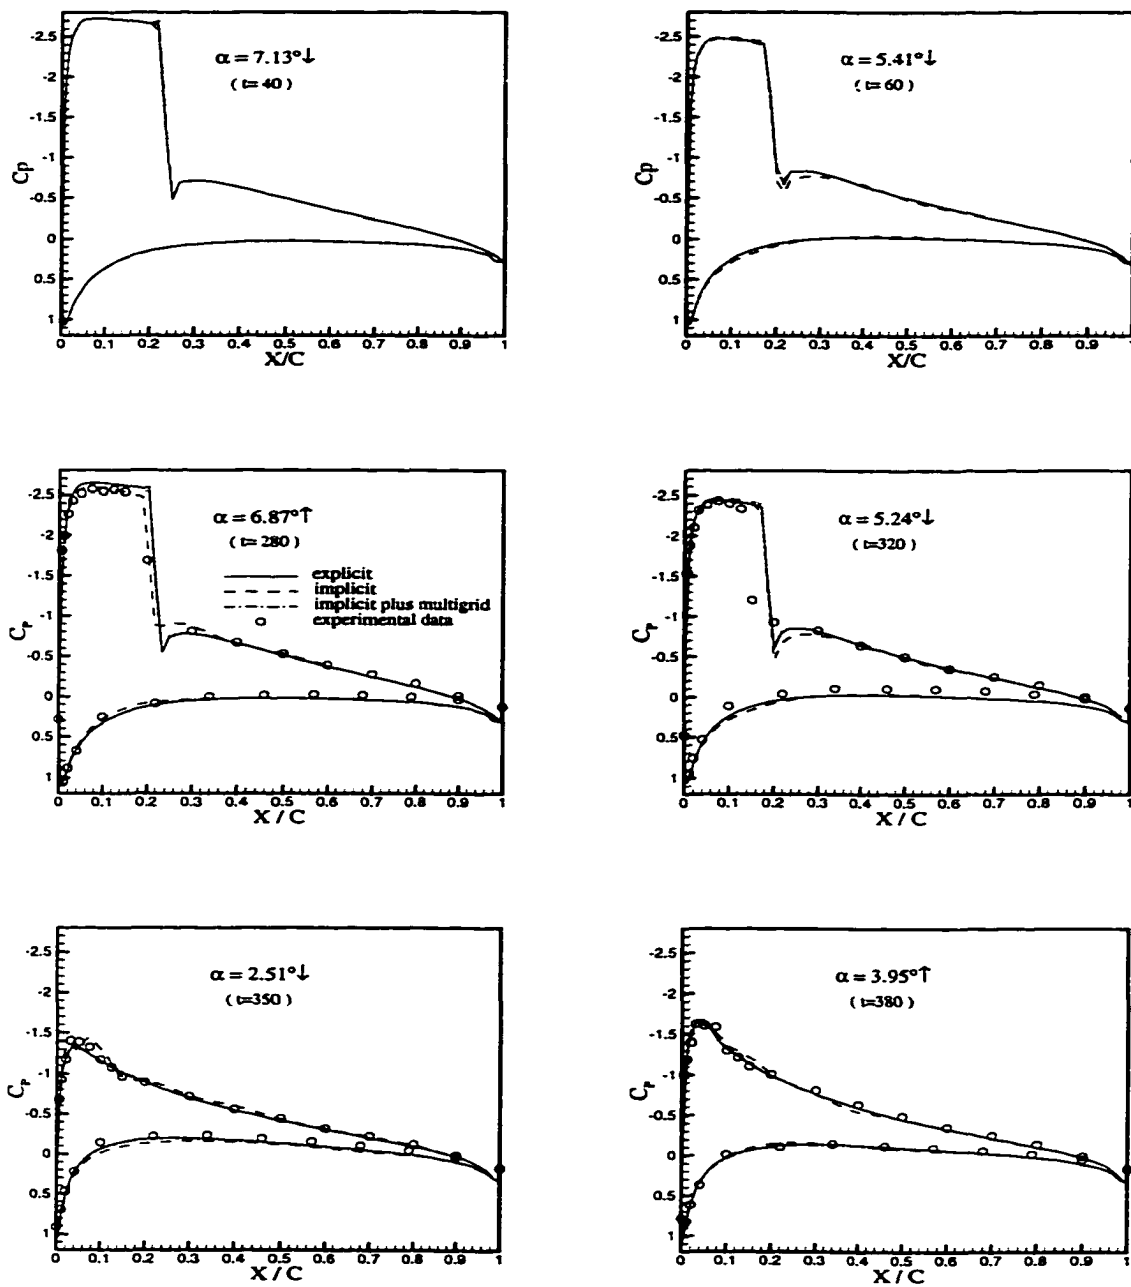 -2.5
-2
-1.5
-1
-0.5
0
0.5
1
Cp
α = 7.13°↓
( t=40 )
0 0.1 0.2 0.3 0.4 0.5 0.6 0.7 0.8 0.9 1
X/C
-2.5
-2
-1.5
-1
-0.5
0
0.5
1
Cp
α = 5.41°↓
( t=60 )
0 0.1 0.2 0.3 0.4 0.5 0.6 0.7 0.8 0.9 1
X/C
-2.5
-2
-1.5
-1
-0.5
0
0.5
1
Cp
α = 6.87°↑
( t=280 )
explicit
implicit
implicit plus multigrid
experimental data
0 0.1 0.2 0.3 0.4 0.5 0.6 0.7 0.8 0.9 1
X / C
-2.5
-2
-1.5
-1
-0.5
0
0.5
1
Cp
α = 5.24°↓
( t=320 )
0 0.1 0.2 0.3 0.4 0.5 0.6 0.7 0.8 0.9 1
X / C
-2.5
-2
-1.5
-1
-0.5
0
0.5
1
Cp
α = 2.51°↓
( t=350 )
0 0.1 0.2 0.3 0.4 0.5 0.6 0.7 0.8 0.9 1
X / C
-2.5
-2
-1.5
-1
-0.5
0
0.5
1
Cp
α = 3.95°↑
( t=380 )
0 0.1 0.2 0.3 0.4 0.5 0.6 0.7 0.8 0.9 1
X / C